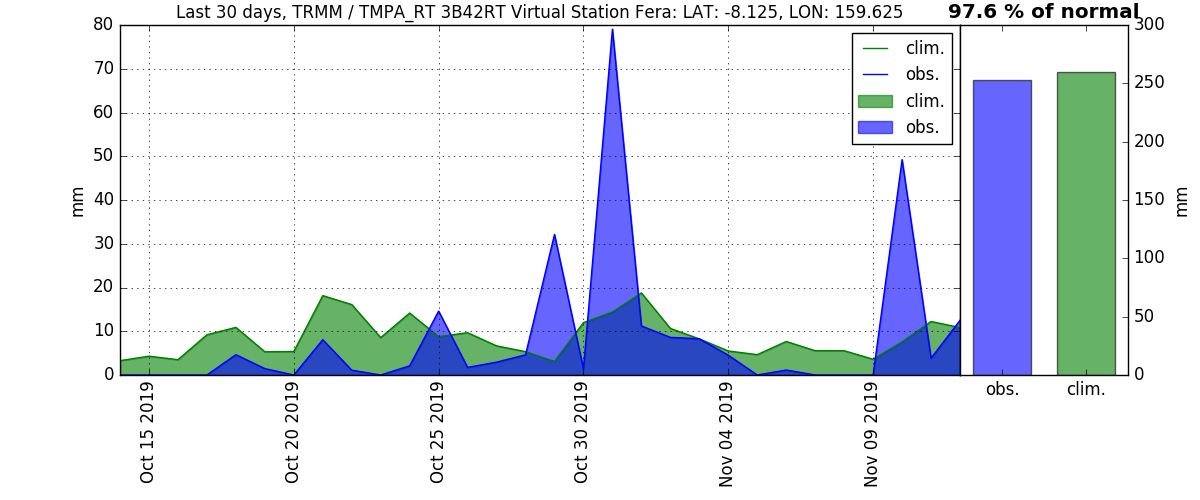 Last 30 days, TRMM / TMPA_RT 3B42RT Virtual Station Fera: LAT: -8.125, LON: 159.625
97.6 % of normal
80
70
60
50
40
30
20
10
0
mm
clim.
obs.
clim.
obs.
Oct 15 2019
Oct 20 2019
Oct 25 2019
Oct 30 2019
Nov 04 2019
Nov 09 2019
300
250
200
150
100
50
0
mm
obs.
clim.